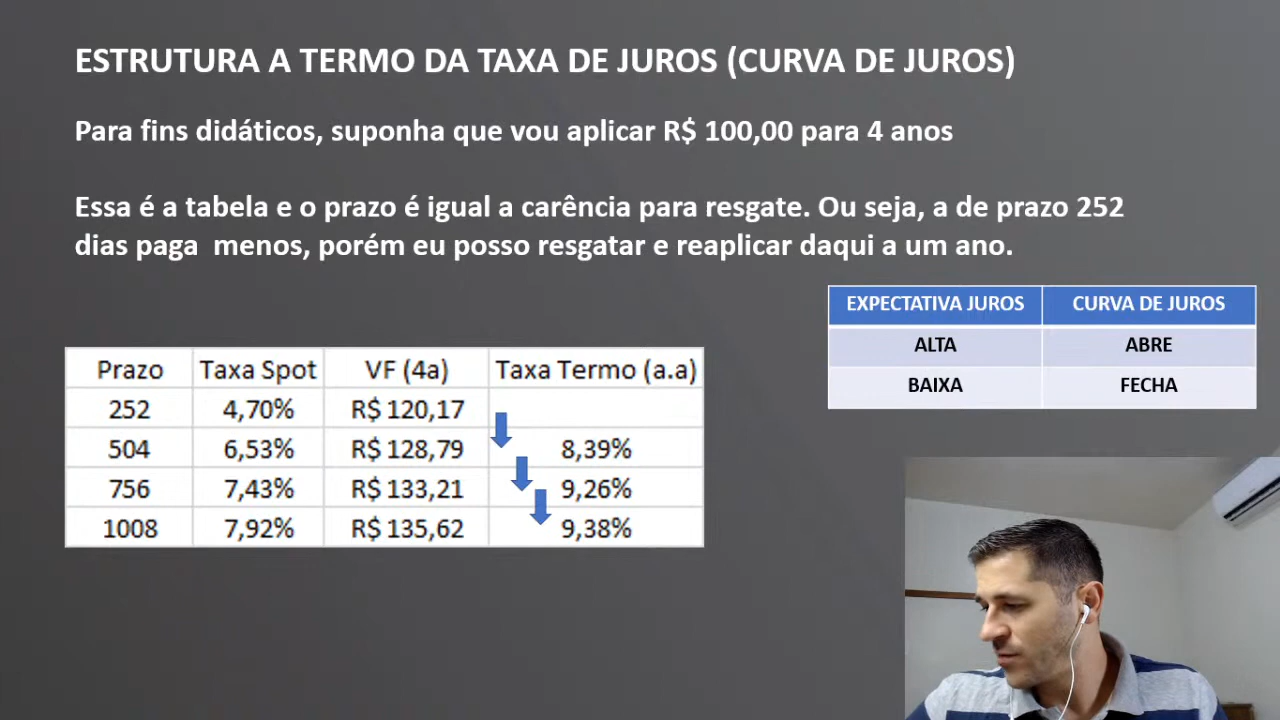 ESTRUTURA A TERMO DA TAXA DE JUROS (CURVA DE JUROS)
Para fins didáticos, suponha que vou aplicar R$ 100,00 para 4 anos
Essa é a tabela e o prazo é igual a carência para resgate. Ou seja, a de prazo 252
dias paga menos, porém eu posso resgatar e reaplicar daqui a um ano.
EXPECTATIVA JUROS CURVA DE JUROS
ALTA ABRE
BAIXA FECHA
Prazo Taxa Spot VF (4a) Taxa Termo (a.a)
252 4,70% R$ 120,17
504 6,53% R$ 128,79 8,39%
756 7,43% R$ 133,21 9,26%
1008 7,92% R$ 135,62 9,38%